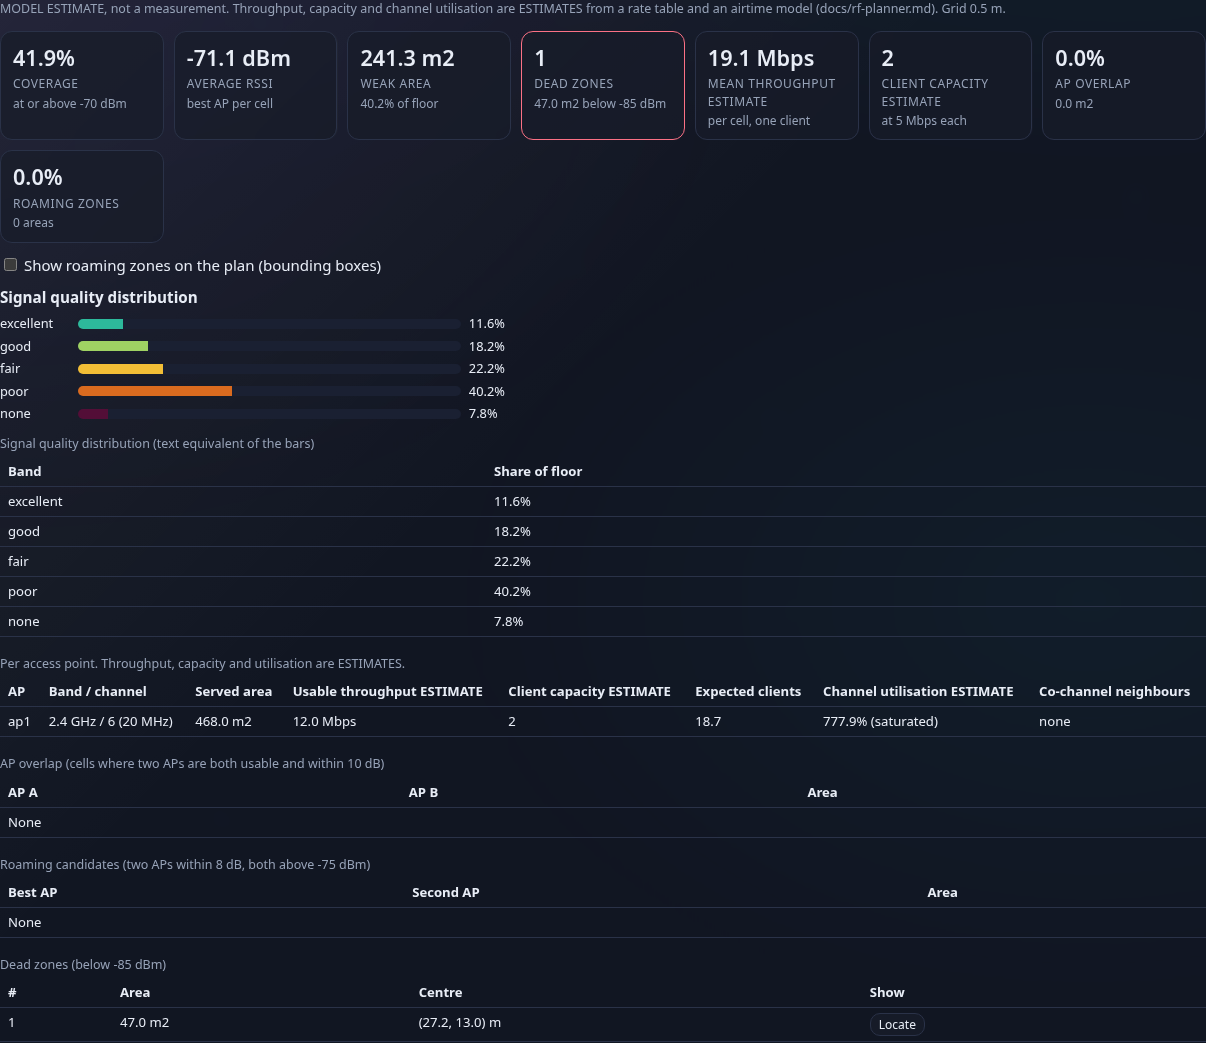 MODEL ESTIMATE, not a measurement. Throughput, capacity and channel utilisation are ESTIMATES from a rate table and an airtime model (docs/rf-planner.md). Grid 0.5 m.
41.9%
COVERAGE
at or above -70 dBm
-71.1 dBm
AVERAGE RSSI
best AP per cell
241.3 m2
WEAK AREA
40.2% of floor
1
DEAD ZONES
47.0 m2 below -85 dBm
19.1 Mbps
MEAN THROUGHPUT
ESTIMATE
per cell, one client
2
CLIENT CAPACITY
ESTIMATE
at 5 Mbps each
0.0%
AP OVERLAP
0.0 m2
0.0%
ROAMING ZONES
0 areas
Show roaming zones on the plan (bounding boxes)
Signal quality distribution
excellent 11.6%
good 18.2%
fair 22.2%
poor 40.2%
none 7.8%
Signal quality distribution (text equivalent of the bars)
Band Share of floor
excellent 11.6%
good 18.2%
fair 22.2%
poor 40.2%
none 7.8%
Per access point. Throughput, capacity and utilisation are ESTIMATES.
AP Band / channel Served area Usable throughput ESTIMATE Client capacity ESTIMATE Expected clients Channel utilisation ESTIMATE Co-channel neighbours
ap1 2.4 GHz / 6 (20 MHz) 468.0 m2 12.0 Mbps 2 18.7 777.9% (saturated) none
AP overlap (cells where two APs are both usable and within 10 dB)
AP A AP B Area
None
Roaming candidates (two APs within 8 dB, both above -75 dBm)
Best AP Second AP Area
None
Dead zones (below -85 dBm)
# Area Centre Show
1 47.0 m2 (27.2, 13.0) m Locate